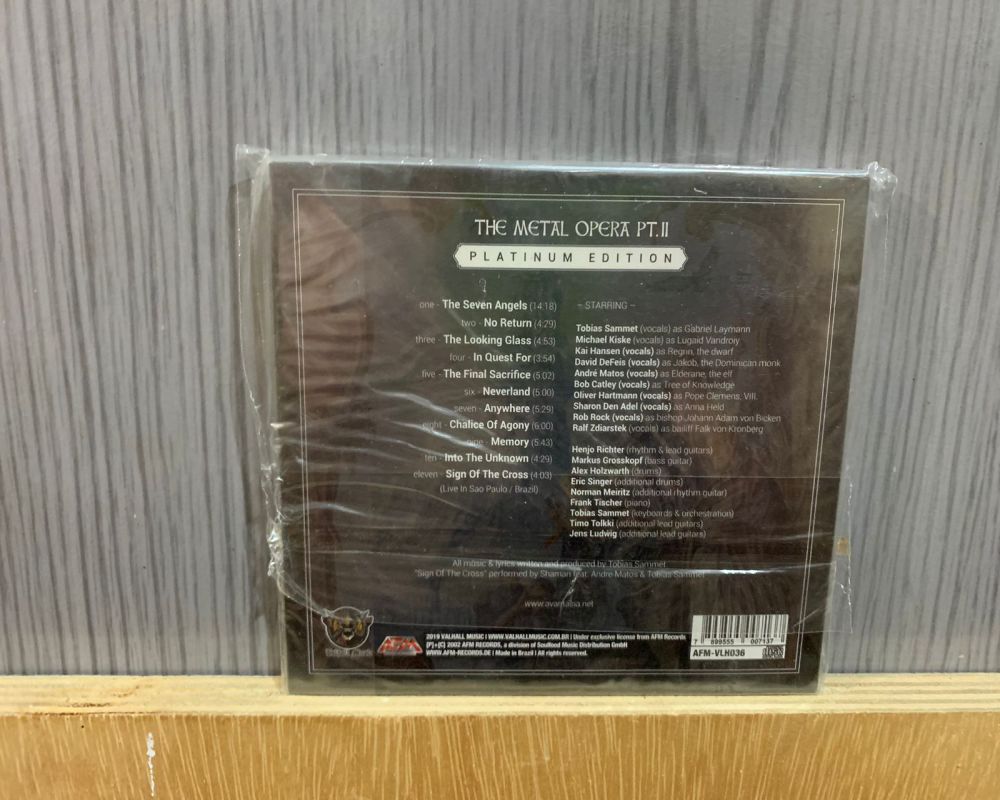 THE METAL OPERA PT. II
PLATINUM EDITION
one - The Seven Angels (14:18)
two - No Return (4:29)
three - The Looking Glass (4:53)
four - In Quest For (3:54)
five - The Final Sacrifice (5:02)
six - Neverland (5:00)
seven - Anywhere (5:29)
eight - Chalice Of Agony (6:00)
nine - Memory (5:43)
ten - Into The Unknown (4:29)
eleven - Sign Of The Cross (4:03)
(Live In Sao Paulo / Brazil)
- STARRING -
Tobias Sammet (vocals) as Gabriel Laymann
Michael Kiske (vocals) as Lugaid Vandroiy
Kai Hansen (vocals) as Regrin, the dwarf
David DeFeis (vocals) as Jakob, the Dominican monk
André Matos (vocals) as Elderane, the elf
Bob Catley (vocals) as Tree of Knowledge
Oliver Hartmann (vocals) as Pope Clemens, VIII.
Sharon Den Adel (vocals) as Anna Held
Rob Rock (vocals) as bishop Johann Adam von Bicken
Ralf Zdiarstek (vocals) as bailiff Falk von Kronberg
Henjo Richter (rhythm & lead guitars)
Markus Grosskopf (bass guitar)
Alex Holzwarth (drums)
Eric Singer (additional drums)
Norman Meiritz (additional rhythm guitar)
Frank Tischer (piano)
Tobias Sammet (keyboards & orchestration)
Timo Tolkki (additional lead guitars)
Jens Ludwig (additional lead guitars)
All music & lyrics written and produced by Tobias Sammet
"Sign Of The Cross" performed by Shaman feat. Andre Matos & Tobias Sammet
www.avantasia.net
AFM
2019 VALHALL MUSIC | WWW.VALHALLMUSIC.COM.BR | Under exclusive license from AFM Records
[P]+[C] 2002 AFM RECORDS, a division of Soulfood Music Distribution GmbH
WWW.AFM-RECORDS.DE | Made in Brazil | All rights reserved.
7 899555 007137
AFM-VLH036